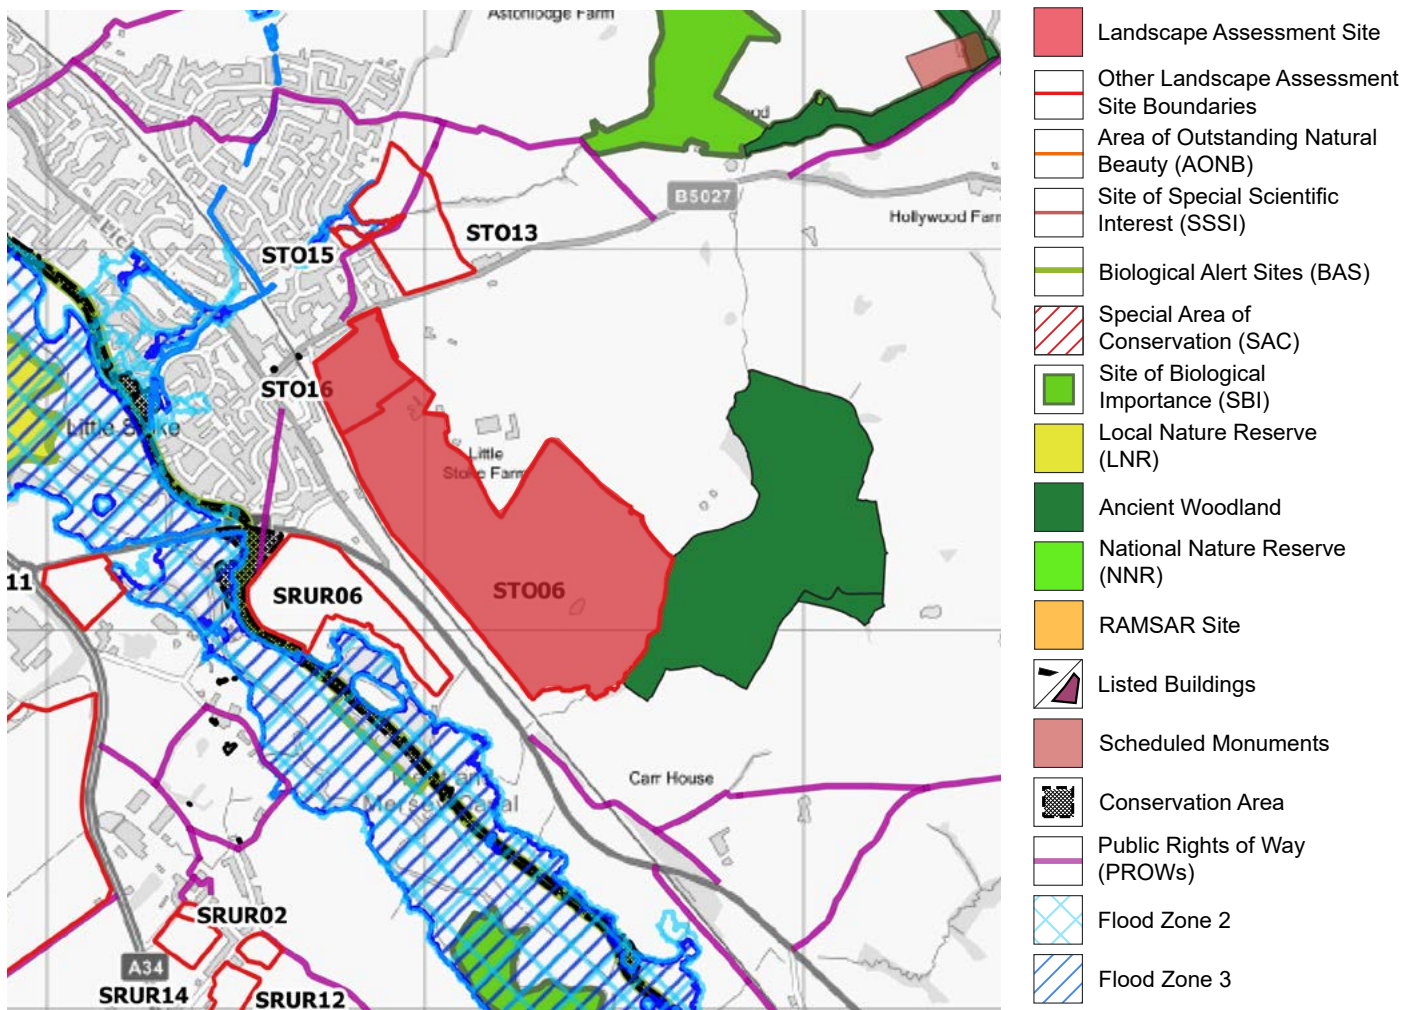 Astonlodge Farm
B5027
Hollywood Farm
STO13
STO15
STO16
Little
Stoke Farm
STO06
SRUR06
11
Carr House
SRUR02
A34
SRUR14
SRUR12
Landscape Assessment Site
Other Landscape Assessment
Site Boundaries
Area of Outstanding Natural
Beauty (AONB)
Site of Special Scientific
Interest (SSSI)
Biological Alert Sites (BAS)
Special Area of
Conservation (SAC)
Site of Biological
Importance (SBI)
Local Nature Reserve
(LNR)
Ancient Woodland
National Nature Reserve
(NNR)
RAMSAR Site
Listed Buildings
Scheduled Monuments
Conservation Area
Public Rights of Way
(PROWs)
Flood Zone 2
Flood Zone 3